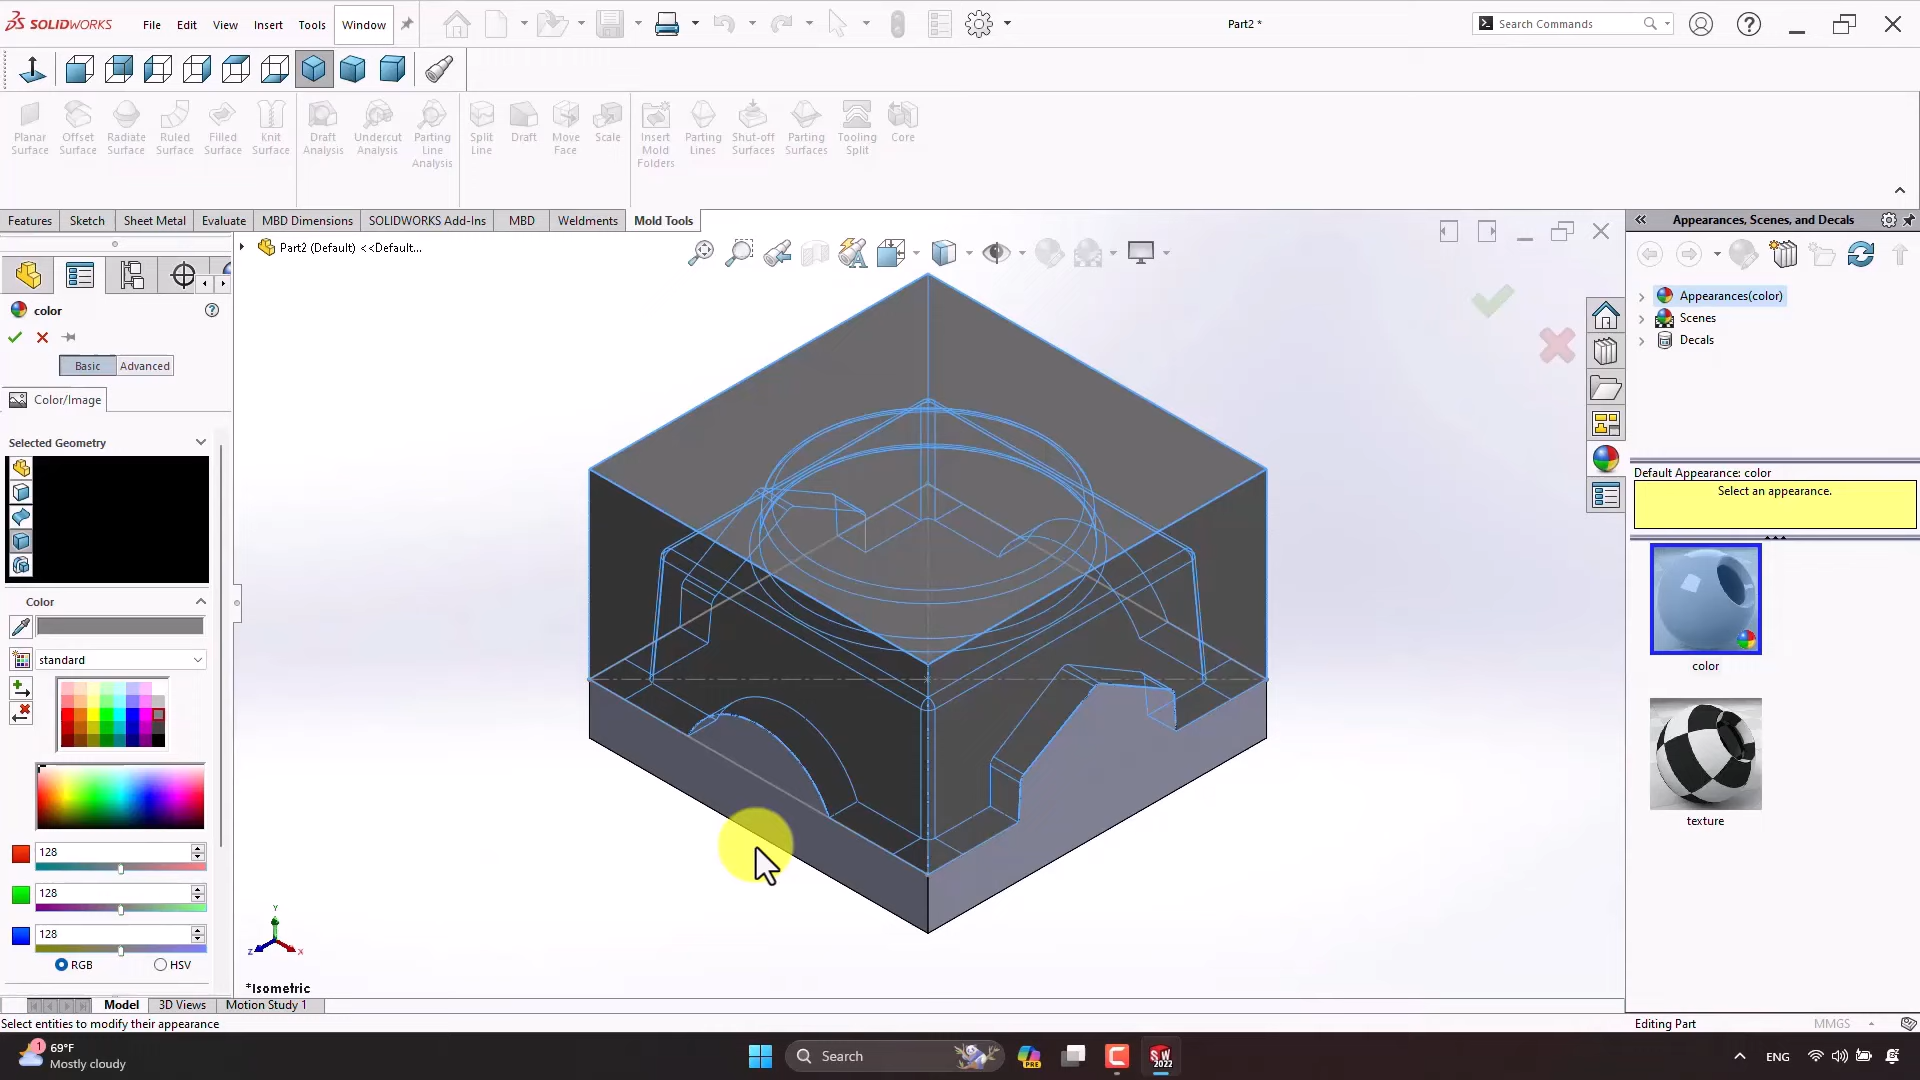 SOLIDWORKS File Edit View Insert Tools Window Part2 * Search Commands
Planar Surface Offset Surface Radiate Surface Ruled Surface Filled Surface Knit Surface Draft Analysis Undercut Analysis Parting Line Analysis Split Line Draft Move Face Scale Insert Mold Folders Parting Lines Shut-off Surfaces Parting Surfaces Tooling Split Core
Features Sketch Sheet Metal Evaluate MBD Dimensions SOLIDWORKS Add-Ins MBD Weldments Mold Tools
Part2 (Default) <<Default...
color
Basic Advanced
Color/Image
Selected Geometry
Color
standard
128
128
128
RGB HSV
Y
Z X
*Isometric
Model 3D Views Motion Study 1
Select entities to modify their appearance
Appearances, Scenes, and Decals
Appearances(color)
Scenes
Decals
Default Appearance: color
Select an appearance.
color
texture
Editing Part MMGS
1 69°F
Mostly cloudy
Search
PRE
SW 2022
ENG